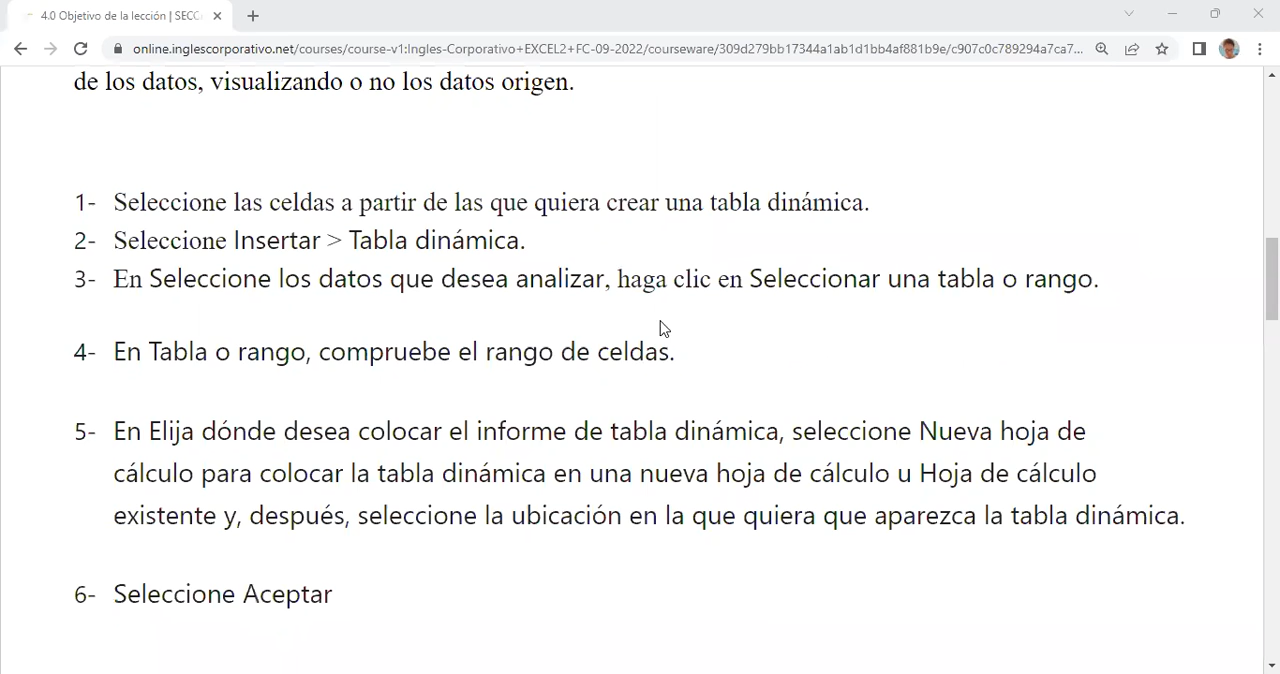 4.0 Objetivo de la lección | SECC
online.inglescorporativo.net/courses/course-v1:Ingles-Corporativo+EXCEL2+FC-09-2022/courseware/309d279bb17344a1ab1d1bb4af881b9e/c907c0c789294a7ca7...
de los datos, visualizando o no los datos origen.
1- Seleccione las celdas a partir de las que quiera crear una tabla dinámica.
2- Seleccione Insertar > Tabla dinámica.
3- En Seleccione los datos que desea analizar, haga clic en Seleccionar una tabla o rango.
4- En Tabla o rango, compruebe el rango de celdas.
5- En Elija dónde desea colocar el informe de tabla dinámica, seleccione Nueva hoja de
cálculo para colocar la tabla dinámica en una nueva hoja de cálculo u Hoja de cálculo
existente y, después, seleccione la ubicación en la que quiera que aparezca la tabla dinámica.
6- Seleccione Aceptar